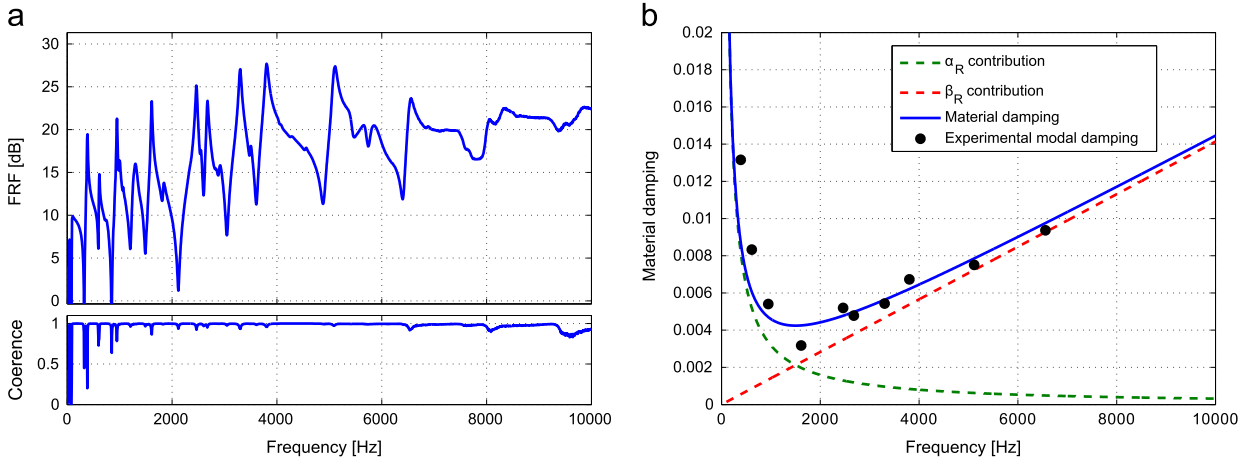 a
30
25
20
15
10
5
0
FRF [dB]
1
0.5
0
Coerence
0 2000 4000 6000 8000 10000
Frequency [Hz]
b
0.02
0.018
0.016
0.014
0.012
0.01
0.008
0.006
0.004
0.002
0
Material damping
α_R contribution
β_R contribution
Material damping
Experimental modal damping
2000 4000 6000 8000 10000
Frequency [Hz]